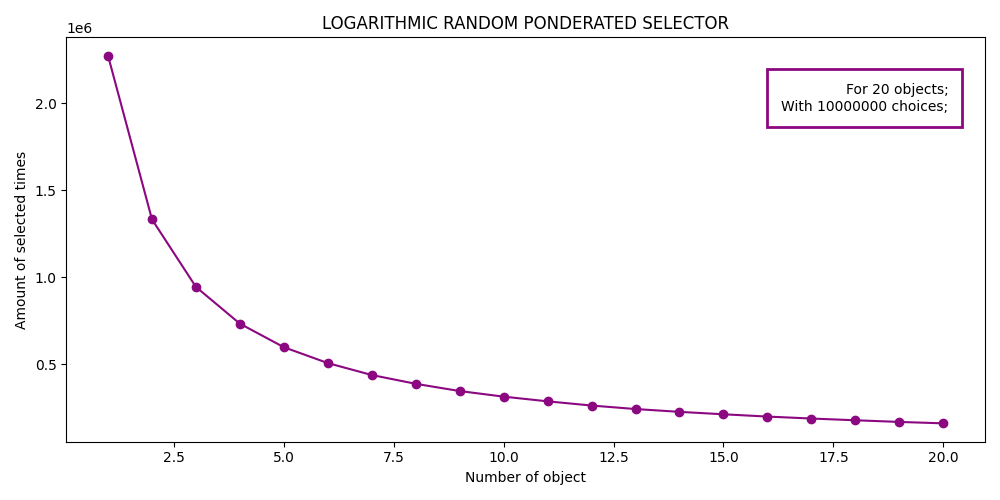 LOGARITHMIC RANDOM PONDERATED SELECTOR
1e6
For 20 objects;
With 10000000 choices;
2.0
1.5
1.0
0.5
Amount of selected times
2.5 5.0 7.5 10.0 12.5 15.0 17.5 20.0
Number of object